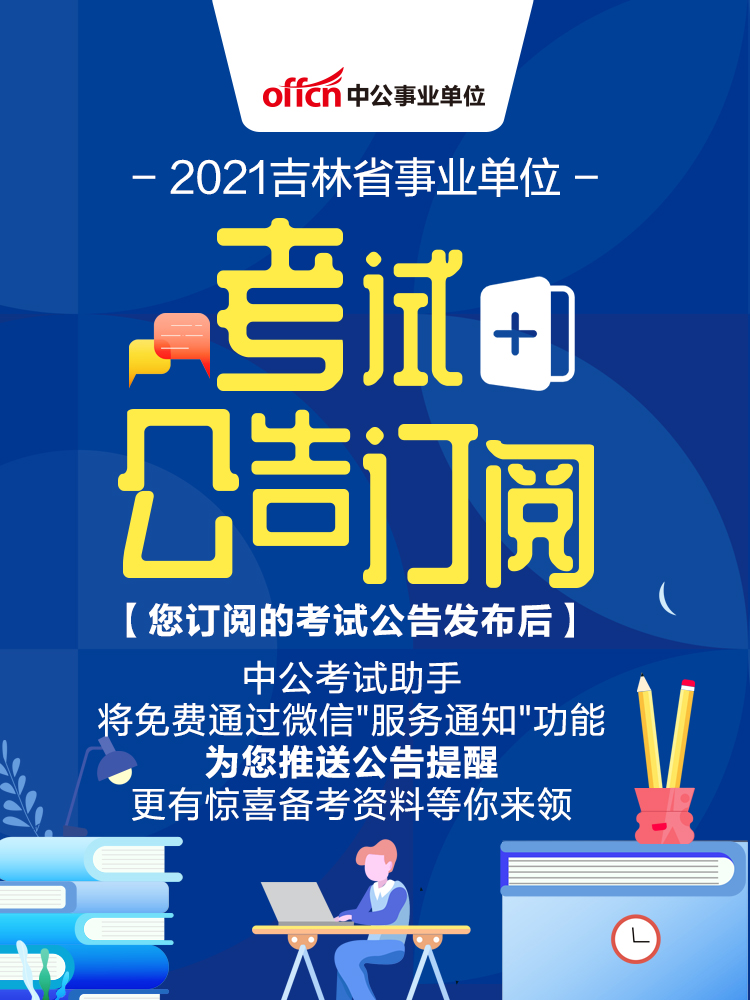 offcn 中公事业单位
– 2021吉林省事业单位 –
考试
公告订阅
【您订阅的考试公告发布后】
中公考试助手
将免费通过微信"服务通知"功能
为您推送公告提醒
更有惊喜备考资料等你来领